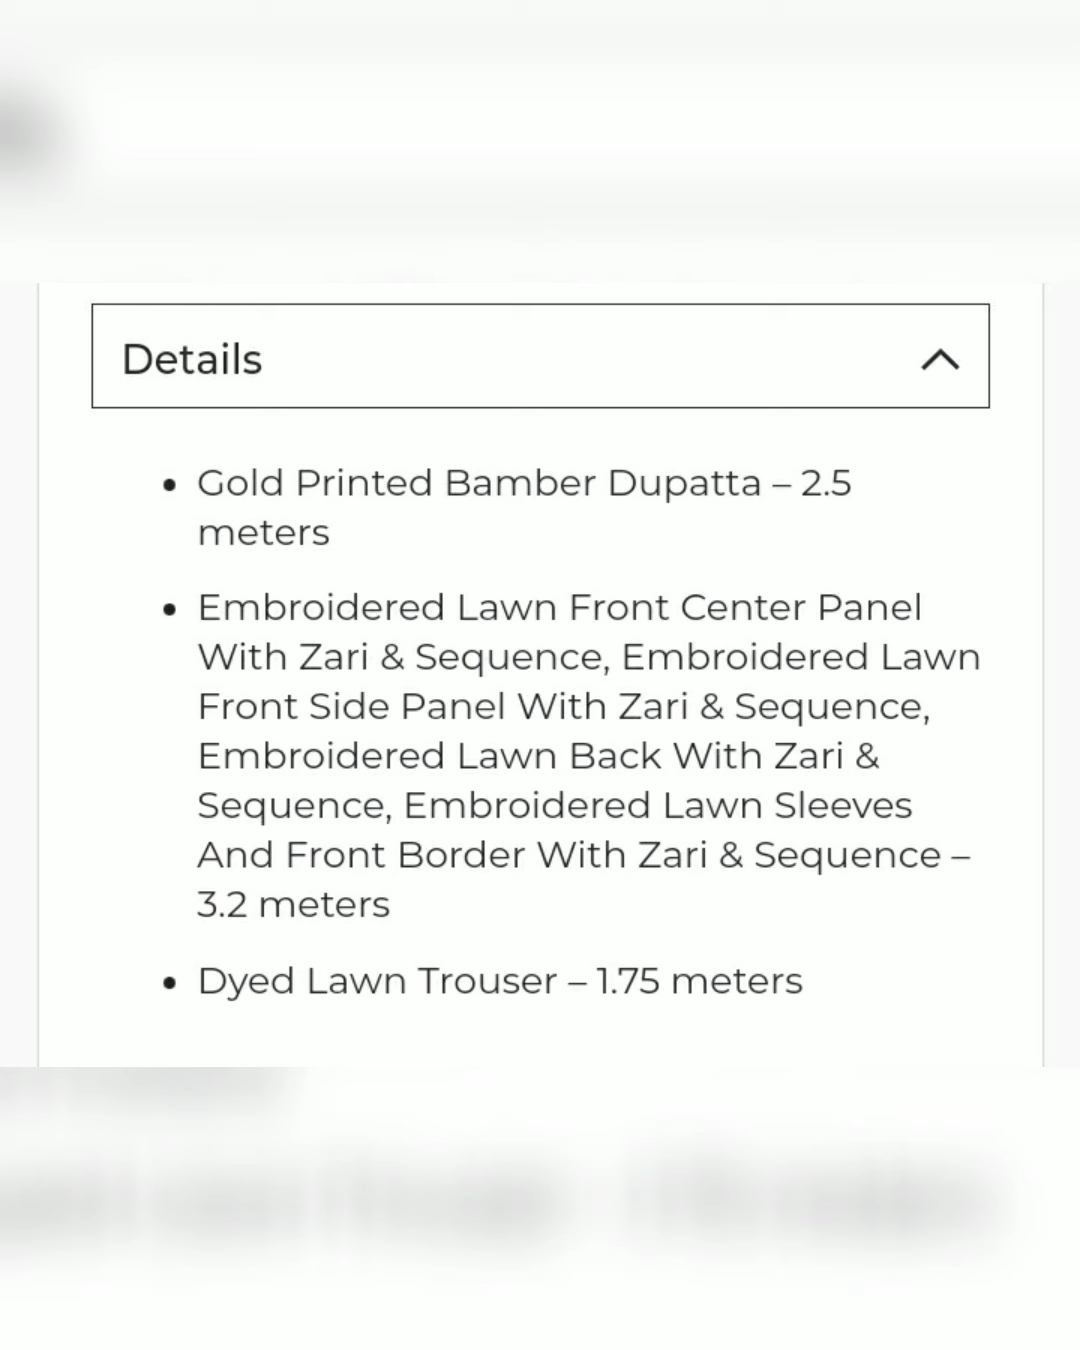 Details
• Gold Printed Bamber Dupatta – 2.5
meters
• Embroidered Lawn Front Center Panel
With Zari & Sequence, Embroidered Lawn
Front Side Panel With Zari & Sequence,
Embroidered Lawn Back With Zari &
Sequence, Embroidered Lawn Sleeves
And Front Border With Zari & Sequence –
3.2 meters
• Dyed Lawn Trouser – 1.75 meters